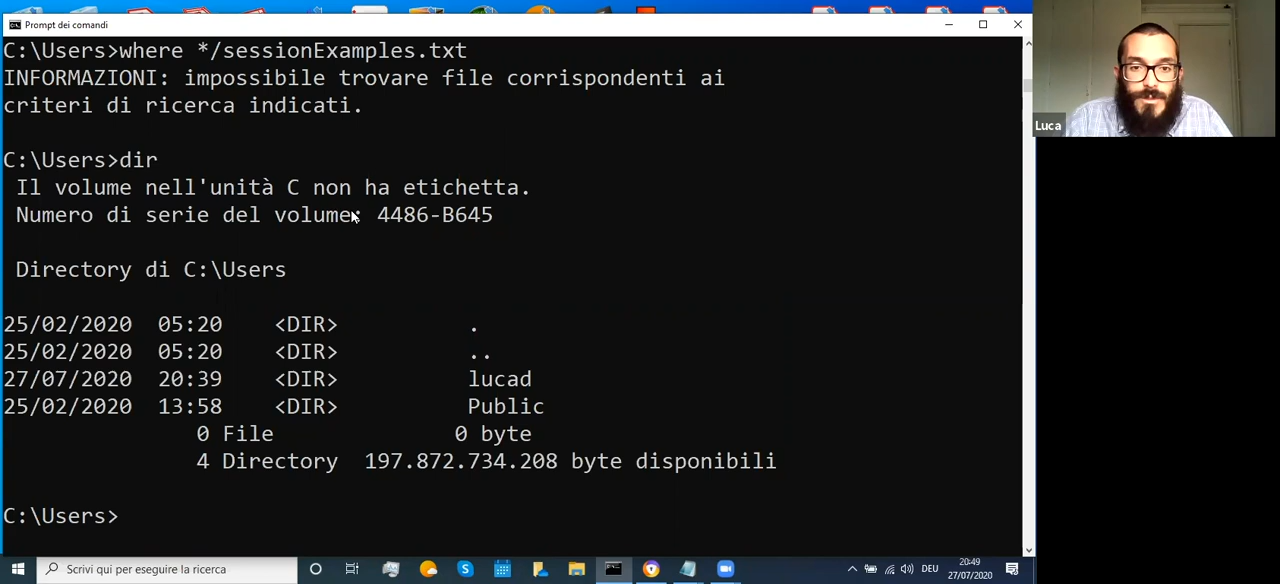 Prompt dei comandi
C:\Users>where */sessionExamples.txt
INFORMAZIONI: impossibile trovare file corrispondenti ai
criteri di ricerca indicati.
C:\Users>dir
Il volume nell'unità C non ha etichetta.
Numero di serie del volume: 4486-B645
Directory di C:\Users
25/02/2020 05:20 <DIR> .
25/02/2020 05:20 <DIR> ..
27/07/2020 20:39 <DIR> lucad
25/02/2020 13:58 <DIR> Public
0 File 0 byte
4 Directory 197.872.734.208 byte disponibili
C:\Users>
Luca
Scrivi qui per eseguire la ricerca
DEU
20:49
27/07/2020